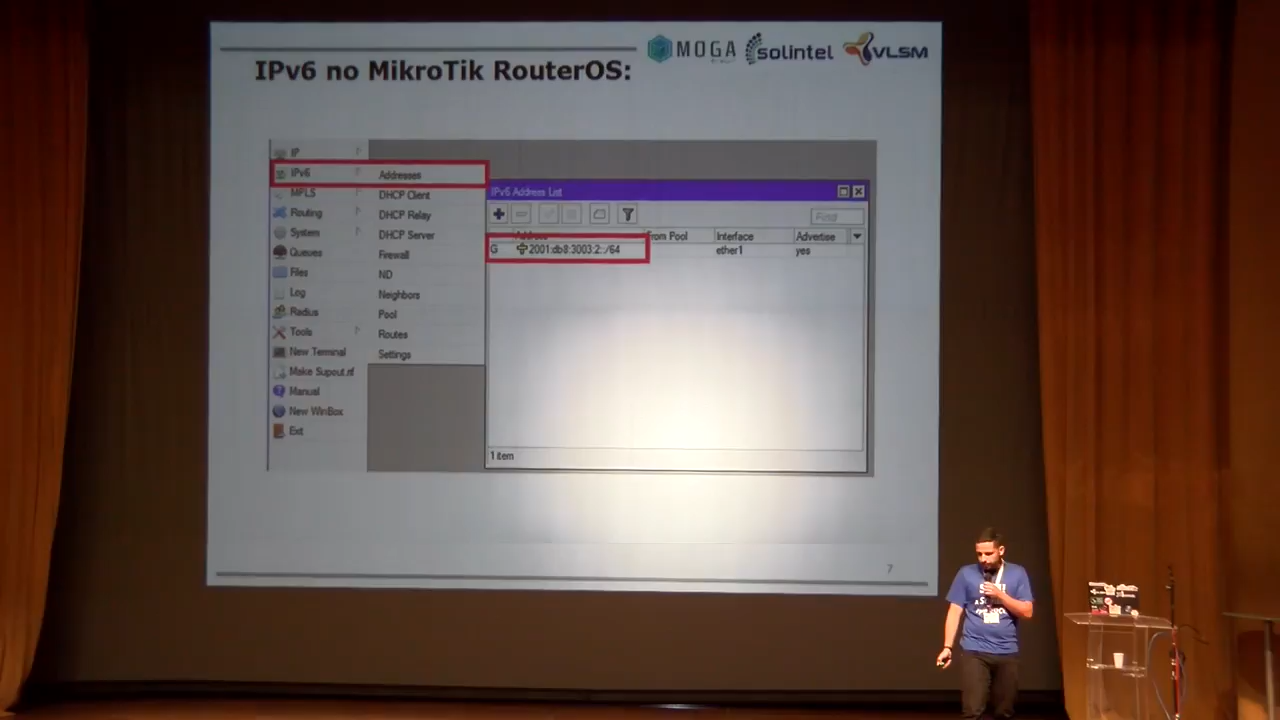 MOGA
solintel
VLSM
IPv6 no MikroTik RouterOS:
IP
IPv6
MPLS
Routing
System
Queues
Files
Log
Radius
Tools
New Terminal
Make Supout.rif
Manual
New WinBox
Exit
Addresses
DHCP Client
DHCP Relay
DHCP Server
Firewall
ND
Neighbors
Pool
Routes
Settings
IPv6 Address List
Find
Address From Pool Interface Advertise
G 2001:db8:3003:2::/64 ether1 yes
1 item
7